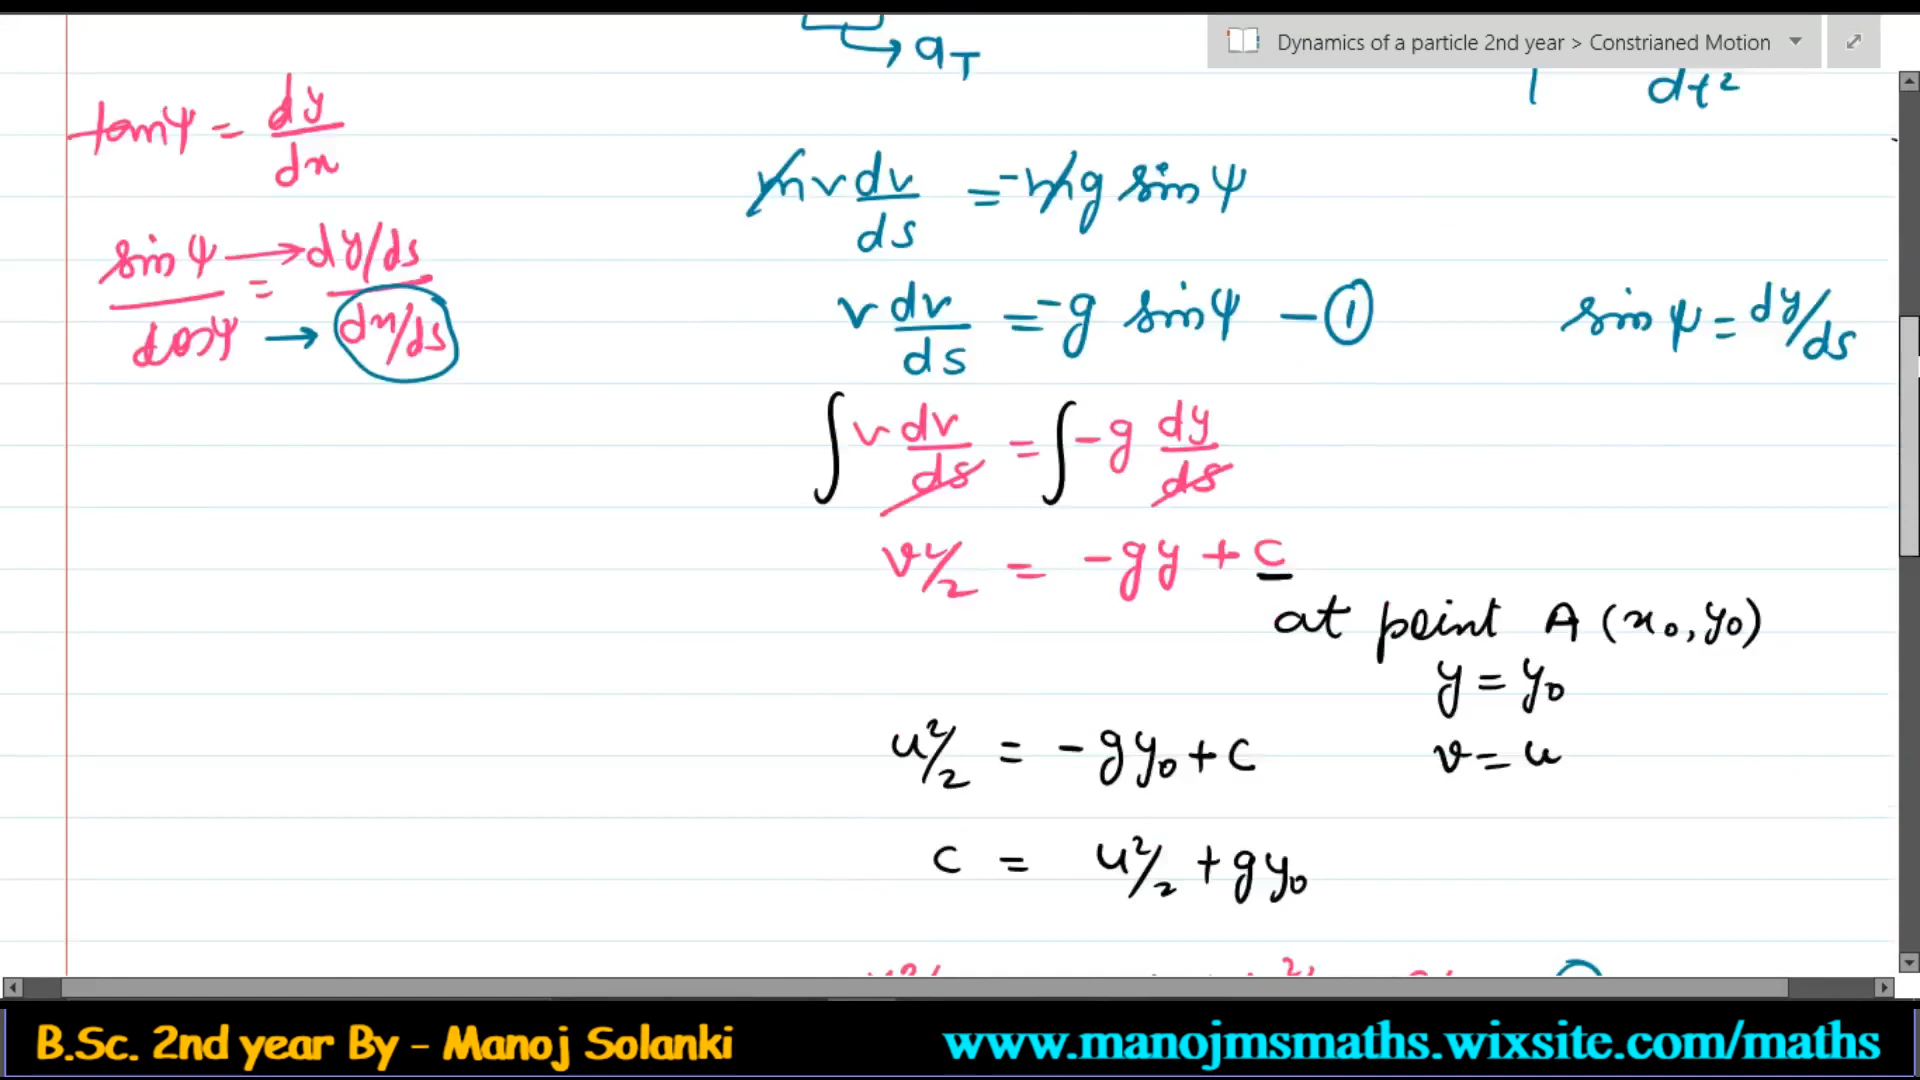 a_T
Dynamics of a particle 2nd year > Constrianed Motion
dt²
tanψ = dy/dx
mv dv/ds = -mg sinψ
sinψ → dy/ds
=
cosψ → dx/ds
v dv/ds = -g sinψ - ①
sinψ = dy/ds
∫ v dv/ds = ∫ -g dy/ds
v²/2 = -gy + c
at point A (x₀, y₀)
y = y₀
u²/2 = -gy₀ + c
v = u
c = u²/2 + gy₀
B.Sc. 2nd year By - Manoj Solanki
www.manojmsmaths.wixsite.com/maths